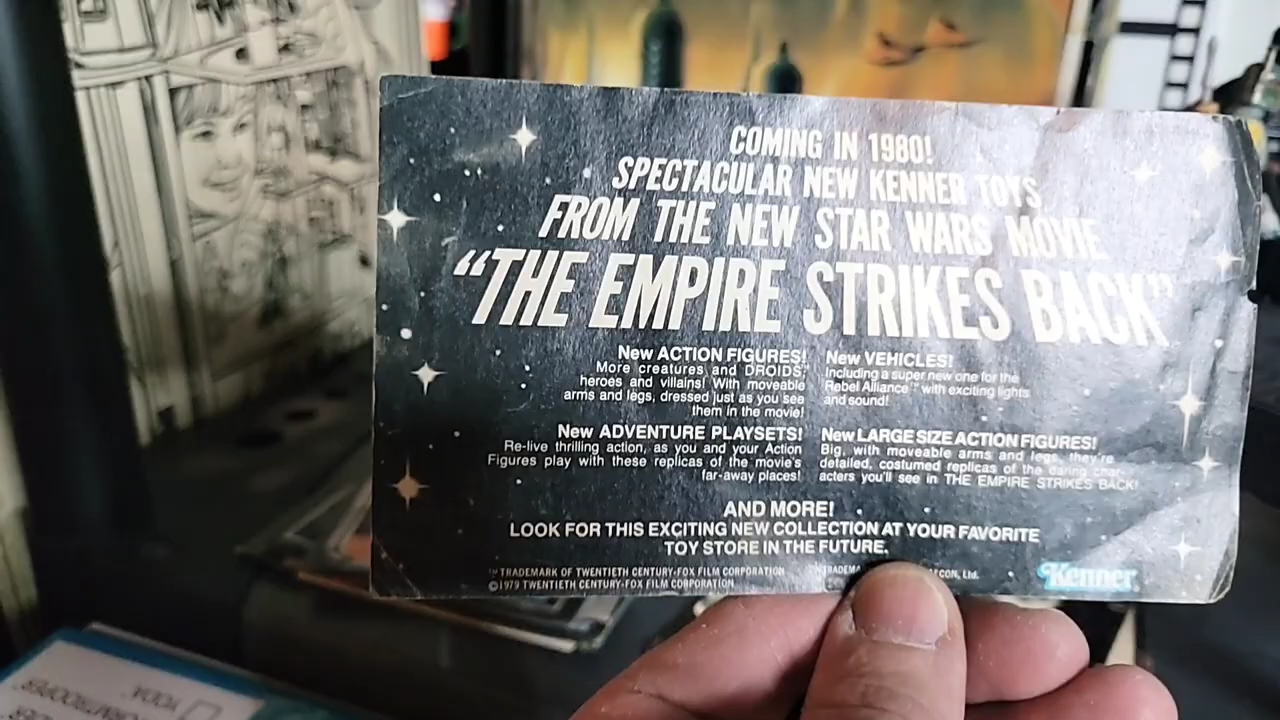 COMING IN 1980!
SPECTACULAR NEW KENNER TOYS
FROM THE NEW STAR WARS MOVIE
“THE EMPIRE STRIKES BACK”
New ACTION FIGURES!
More creatures and DROIDS,
heroes and villains! With moveable
arms and legs, dressed just as you see
them in the movie!
New VEHICLES!
Including a super new one for the
Rebel Alliance™ with exciting lights
and sound!
New ADVENTURE PLAYSETS!
Re-live thrilling action, as you and your Action
Figures play with these replicas of the movie's
far-away places!
New LARGE SIZE ACTION FIGURES!
Big, with moveable arms and legs, they're
detailed, costumed replicas of the daring char-
acters you'll see in THE EMPIRE STRIKES BACK!
AND MORE!
LOOK FOR THIS EXCITING NEW COLLECTION AT YOUR FAVORITE
TOY STORE IN THE FUTURE.
™TRADEMARK OF TWENTIETH CENTURY-FOX FILM CORPORATION
©1979 TWENTIETH CENTURY-FOX FILM CORPORATION
Ltd.
Kenner
YODA